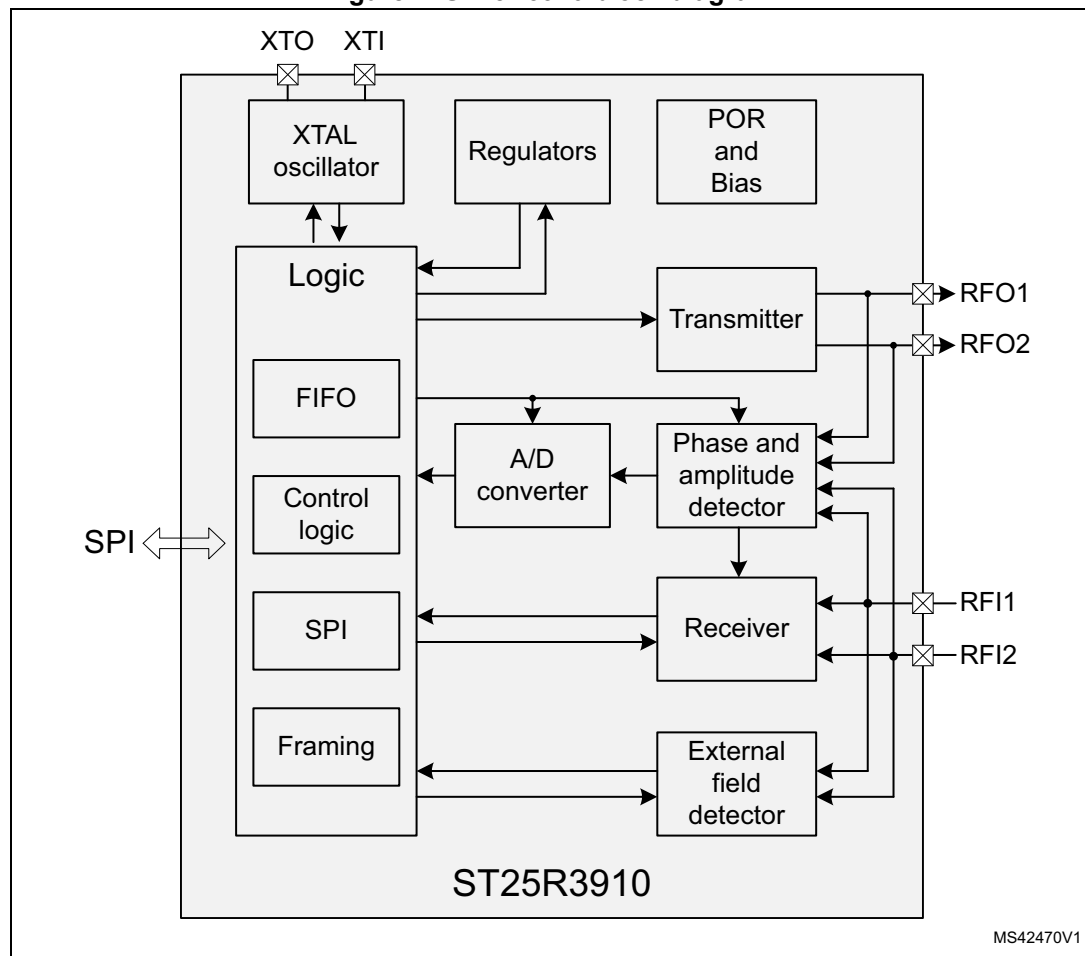 XTO XTI
XTAL
oscillator
Regulators
POR
and
Bias
Logic
Transmitter
RFO1
RFO2
FIFO
A/D
converter
Phase and
amplitude
detector
Control
logic
SPI
SPI
Receiver
RFI1
RFI2
Framing
External
field
detector
ST25R3910
MS42470V1